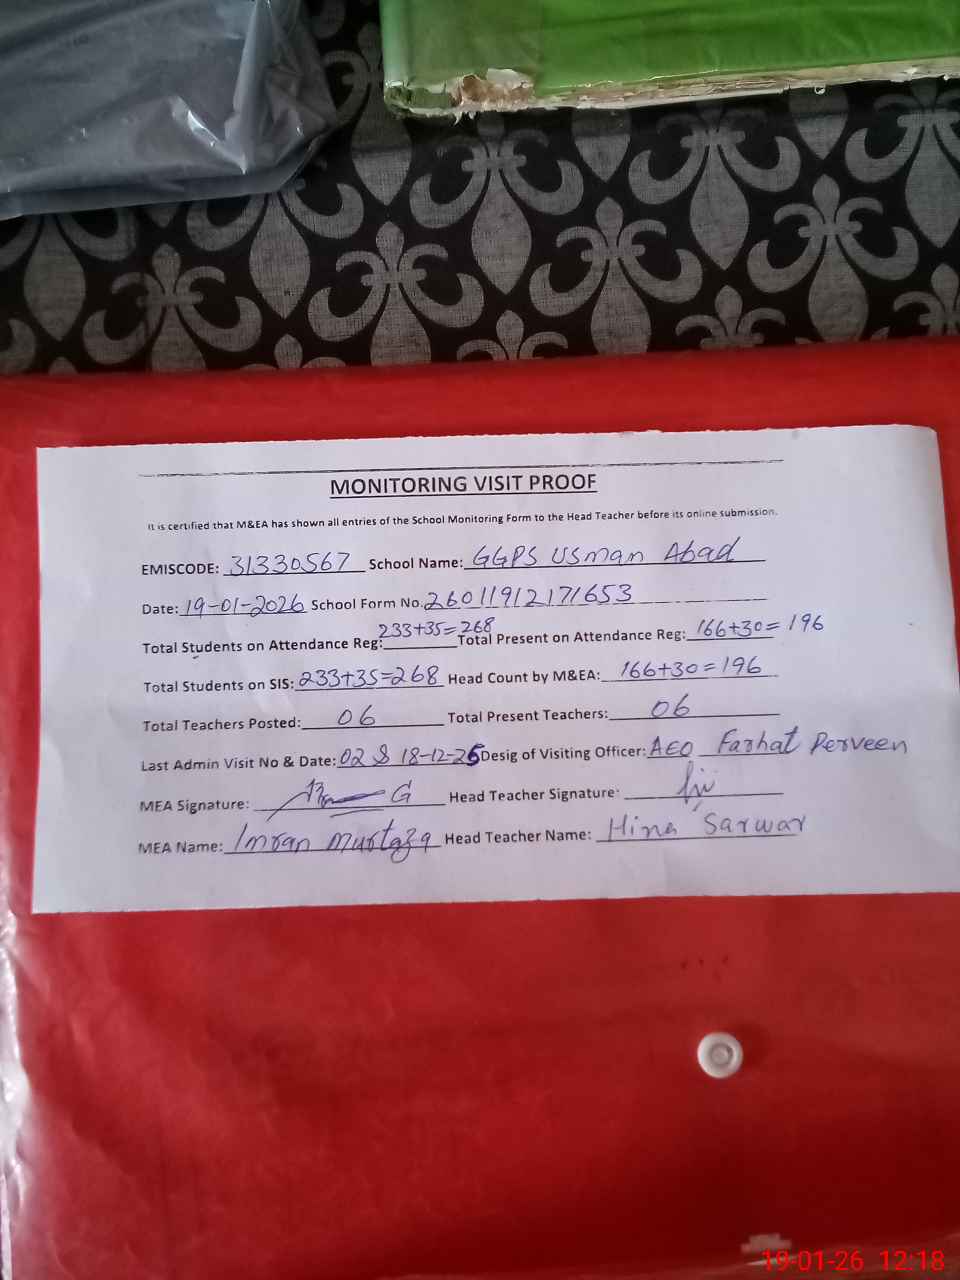 MONITORING VISIT PROOF
It is certified that M&EA has shown all entries of the School Monitoring Form to the Head Teacher before its online submission.
EMISCODE: 31330567 School Name: GGPS Usman Abad
Date: 19-01-2026 School Form No. 26011912171653
Total Students on Attendance Reg: 233+35=268 Total Present on Attendance Reg: 166+30=196
Total Students on SIS: 233+35=268 Head Count by M&EA: 166+30=196
Total Teachers Posted: 06 Total Present Teachers: 06
Last Admin Visit No & Date: 02 & 18-12-25 Desig of Visiting Officer: AEO Farhat Perveen
MEA Signature: Head Teacher Signature:
MEA Name: Imran Murtaza Head Teacher Name: Hina Sarwar
19-01-26 12:18